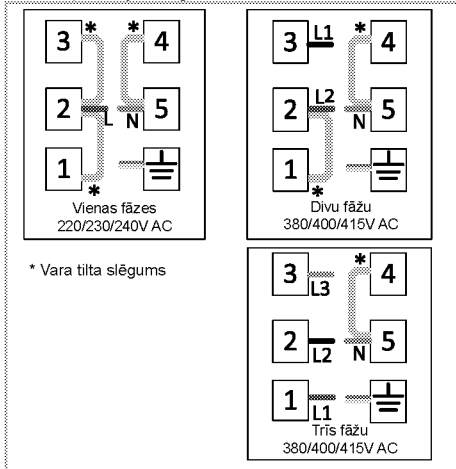 3 * * 4
2 L N 5
1 *
Vienas fāzes
220/230/240V AC
3 L1 * 4
2 L2 N 5
1 *
Divu fāžu
380/400/415V AC
* Vara tilta slēgums
3 L3 * 4
2 L2 N 5
1 L1
Trīs fāžu
380/400/415V AC